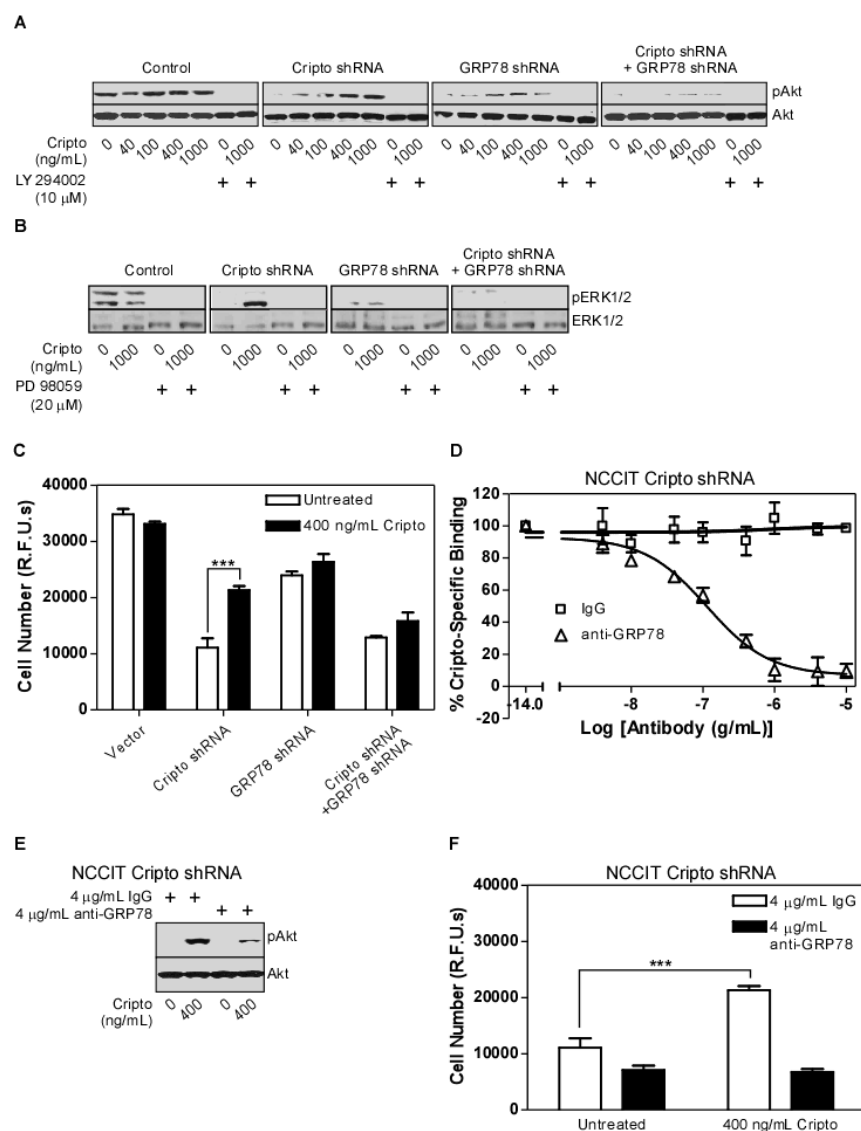 A
Control
Cripto shRNA
GRP78 shRNA
Cripto shRNA
+ GRP78 shRNA
pAkt
Akt
Cripto
(ng/mL)
0 40 100 400 1000 0 1000 0 40 100 400 1000 0 1000 0 40 100 400 1000 0 1000 0 40 100 400 1000 0 1000
LY 294002
(10 µM)
+ + + + + + + +
B
Control
Cripto shRNA
GRP78 shRNA
Cripto shRNA
+ GRP78 shRNA
pERK1/2
ERK1/2
Cripto
(ng/mL)
0 1000 0 1000 0 1000 0 1000 0 1000 0 1000 0 1000 0 1000
PD 98059
(20 µM)
+ + + + + + + +
C
Cell Number (R.F.U.s)
40000
30000
20000
10000
0
Untreated
400 ng/mL Cripto
***
Vector
Cripto shRNA
GRP78 shRNA
Cripto shRNA
+GRP78 shRNA
D
NCCIT Cripto shRNA
% Cripto-Specific Binding
120
100
80
60
40
20
0
-20
IgG
anti-GRP78
-14.0 -8 -7 -6 -5
Log [Antibody (g/mL)]
E
NCCIT Cripto shRNA
4 µg/mL IgG + +
4 µg/mL anti-GRP78 + +
pAkt
Akt
Cripto
(ng/mL)
0 400 0 400
F
NCCIT Cripto shRNA
Cell Number (R.F.U.s)
40000
30000
20000
10000
0
4 µg/mL IgG
4 µg/mL
anti-GRP78
***
Untreated
400 ng/mL Cripto